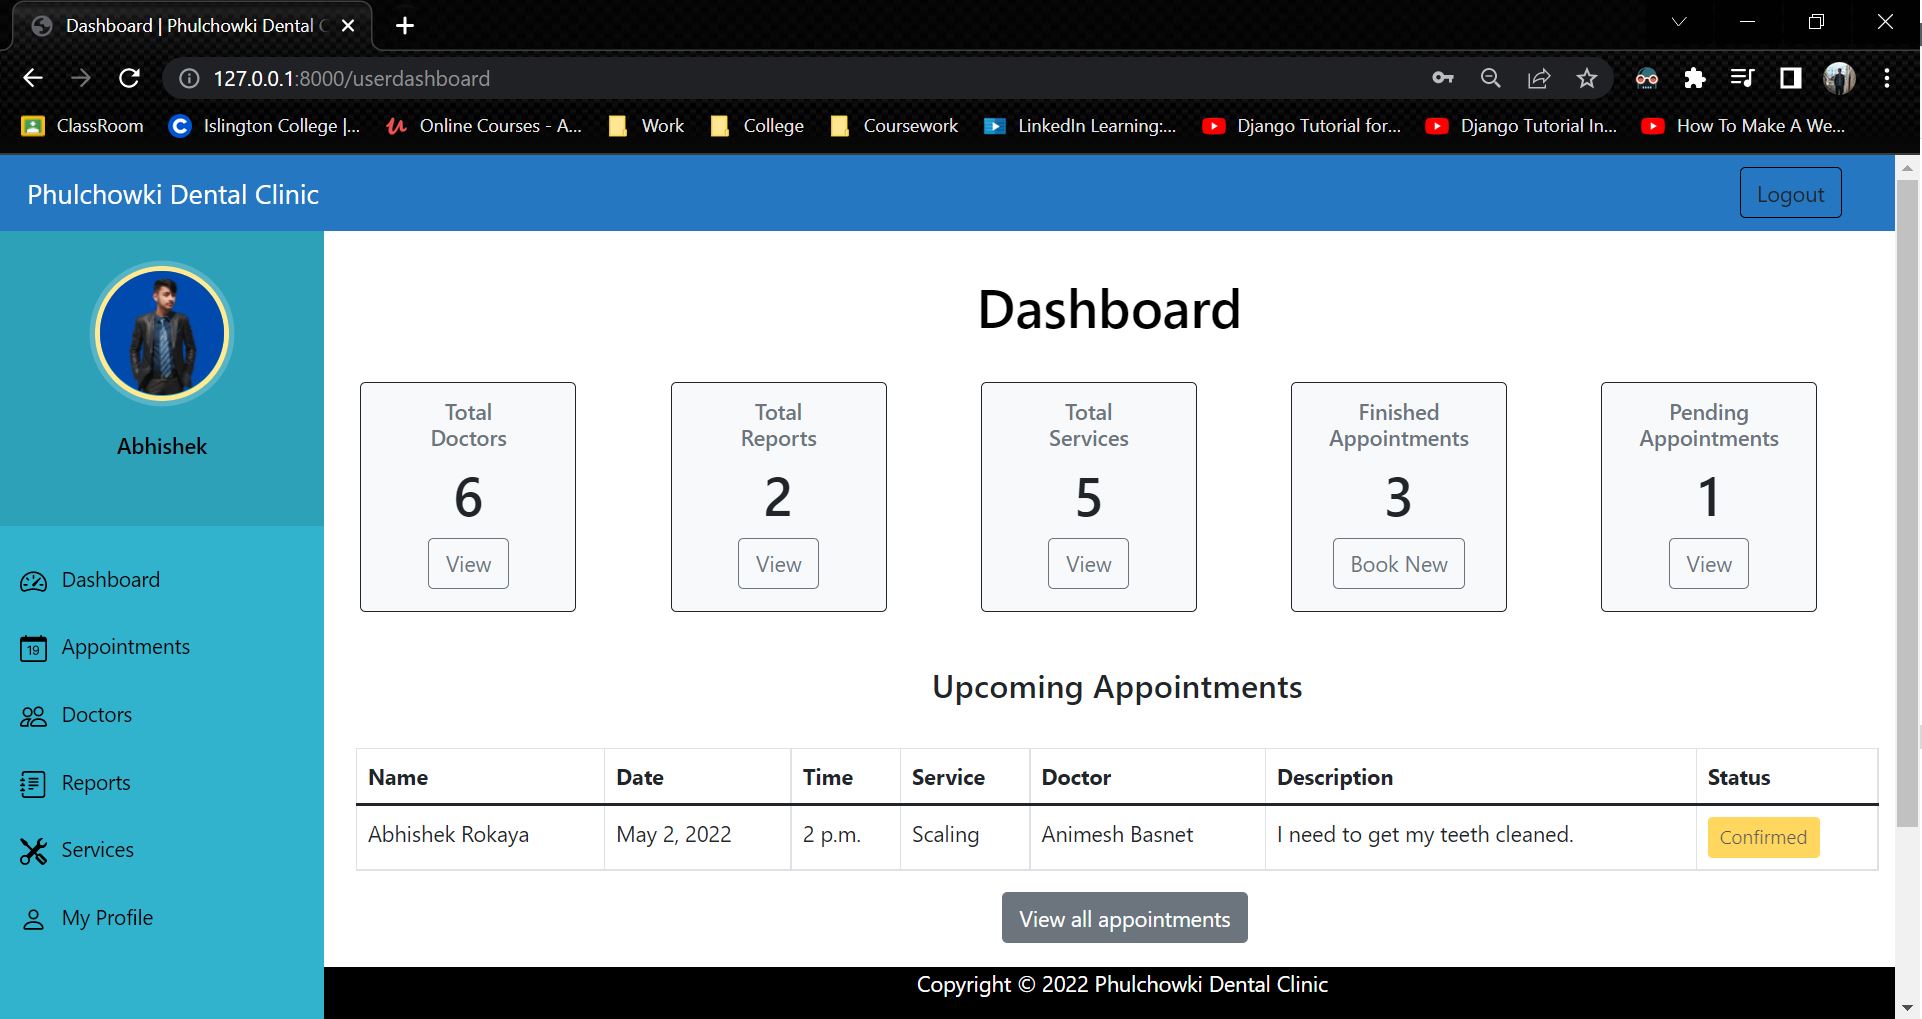 Dashboard | Phulchowki Dental C
127.0.0.1:8000/userdashboard
ClassRoom
Islington College |...
Online Courses - A...
Work
College
Coursework
LinkedIn Learning:...
Django Tutorial for...
Django Tutorial In...
How To Make A We...
Phulchowki Dental Clinic
Logout
Abhishek
Dashboard
19
Appointments
Doctors
Reports
Services
My Profile
Dashboard
Total
Doctors
6
View
Total
Reports
2
View
Total
Services
5
View
Finished
Appointments
3
Book New
Pending
Appointments
1
View
Upcoming Appointments
Name Date Time Service Doctor Description Status
Abhishek Rokaya May 2, 2022 2 p.m. Scaling Animesh Basnet I need to get my teeth cleaned. Confirmed
View all appointments
Copyright © 2022 Phulchowki Dental Clinic